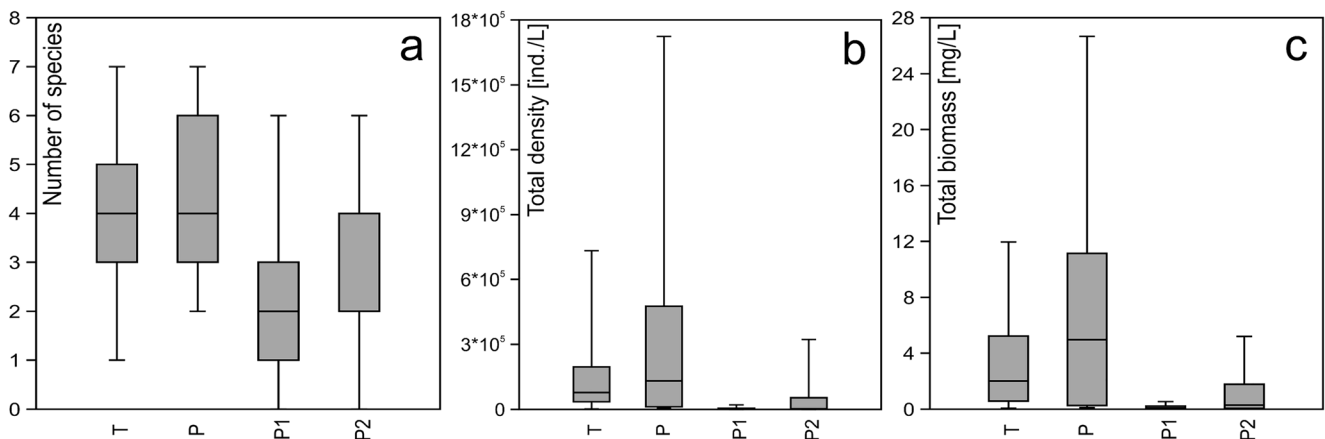 a
Number of species
8
7
6
5
4
3
2
1
0
T
P
P1
P2
b
Total density [ind./L]
18*10⁵
15*10⁵
12*10⁵
9*10⁵
6*10⁵
3*10⁵
0
T
P
P1
P2
c
Total biomass [mg/L]
28
24
20
16
12
8
4
0
T
P
P1
P2